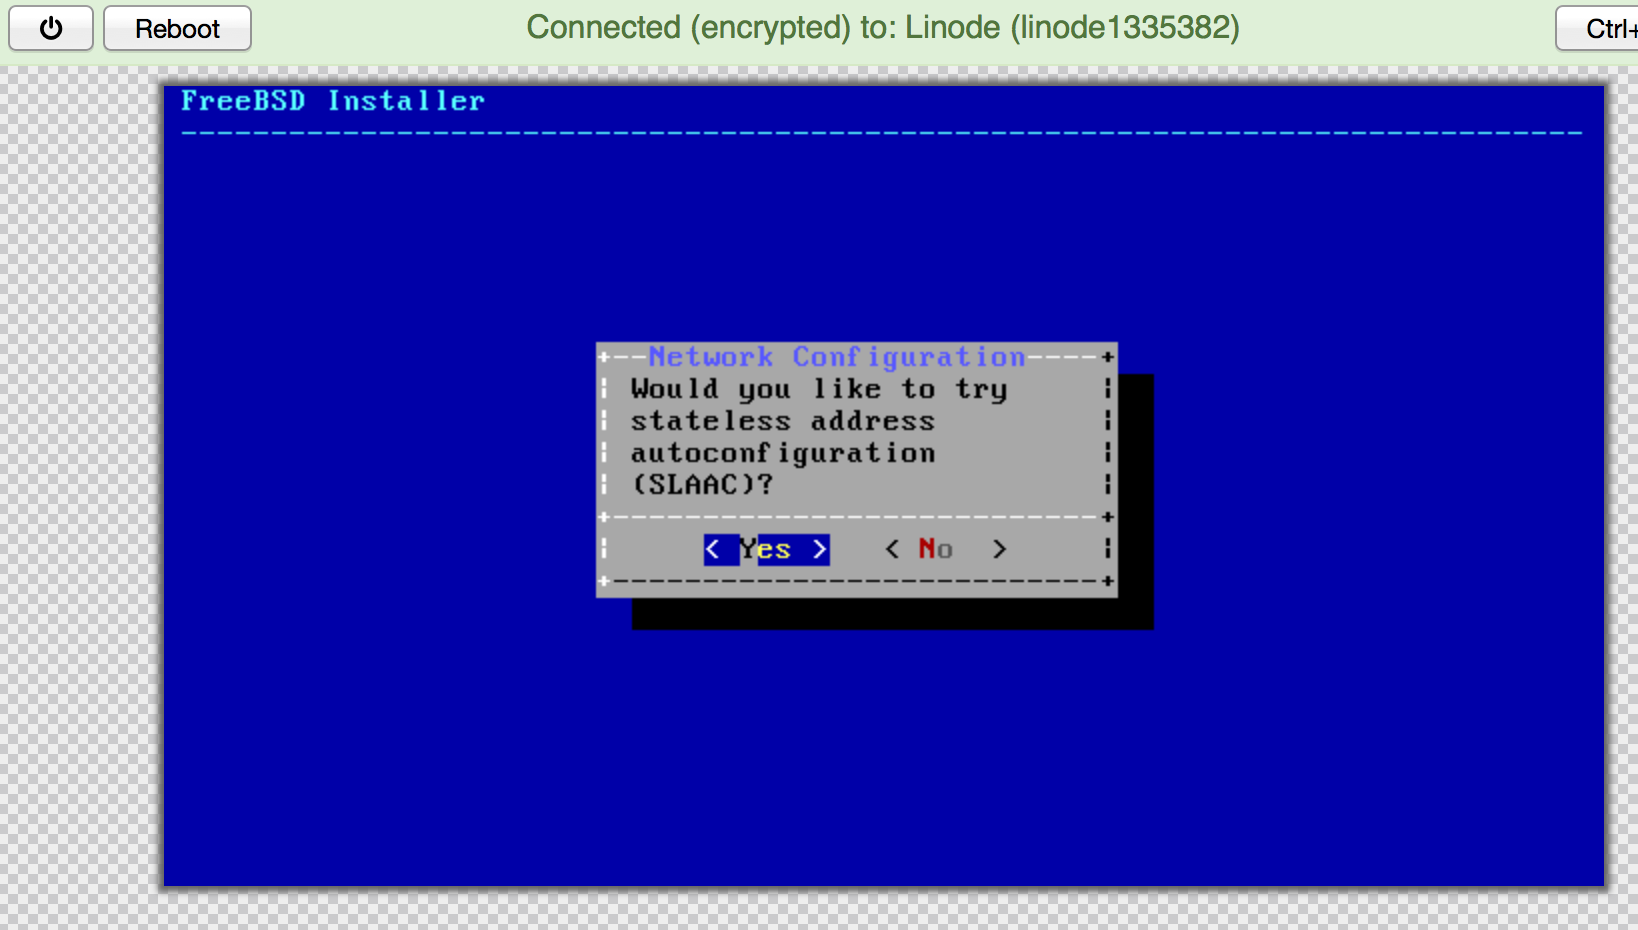 Reboot
Connected (encrypted) to: Linode (linode1335382)
Ctrl+
FreeBSD Installer
Network Configuration
Would you like to try
stateless address
autoconfiguration
(SLAAC)?
< Yes > < No >